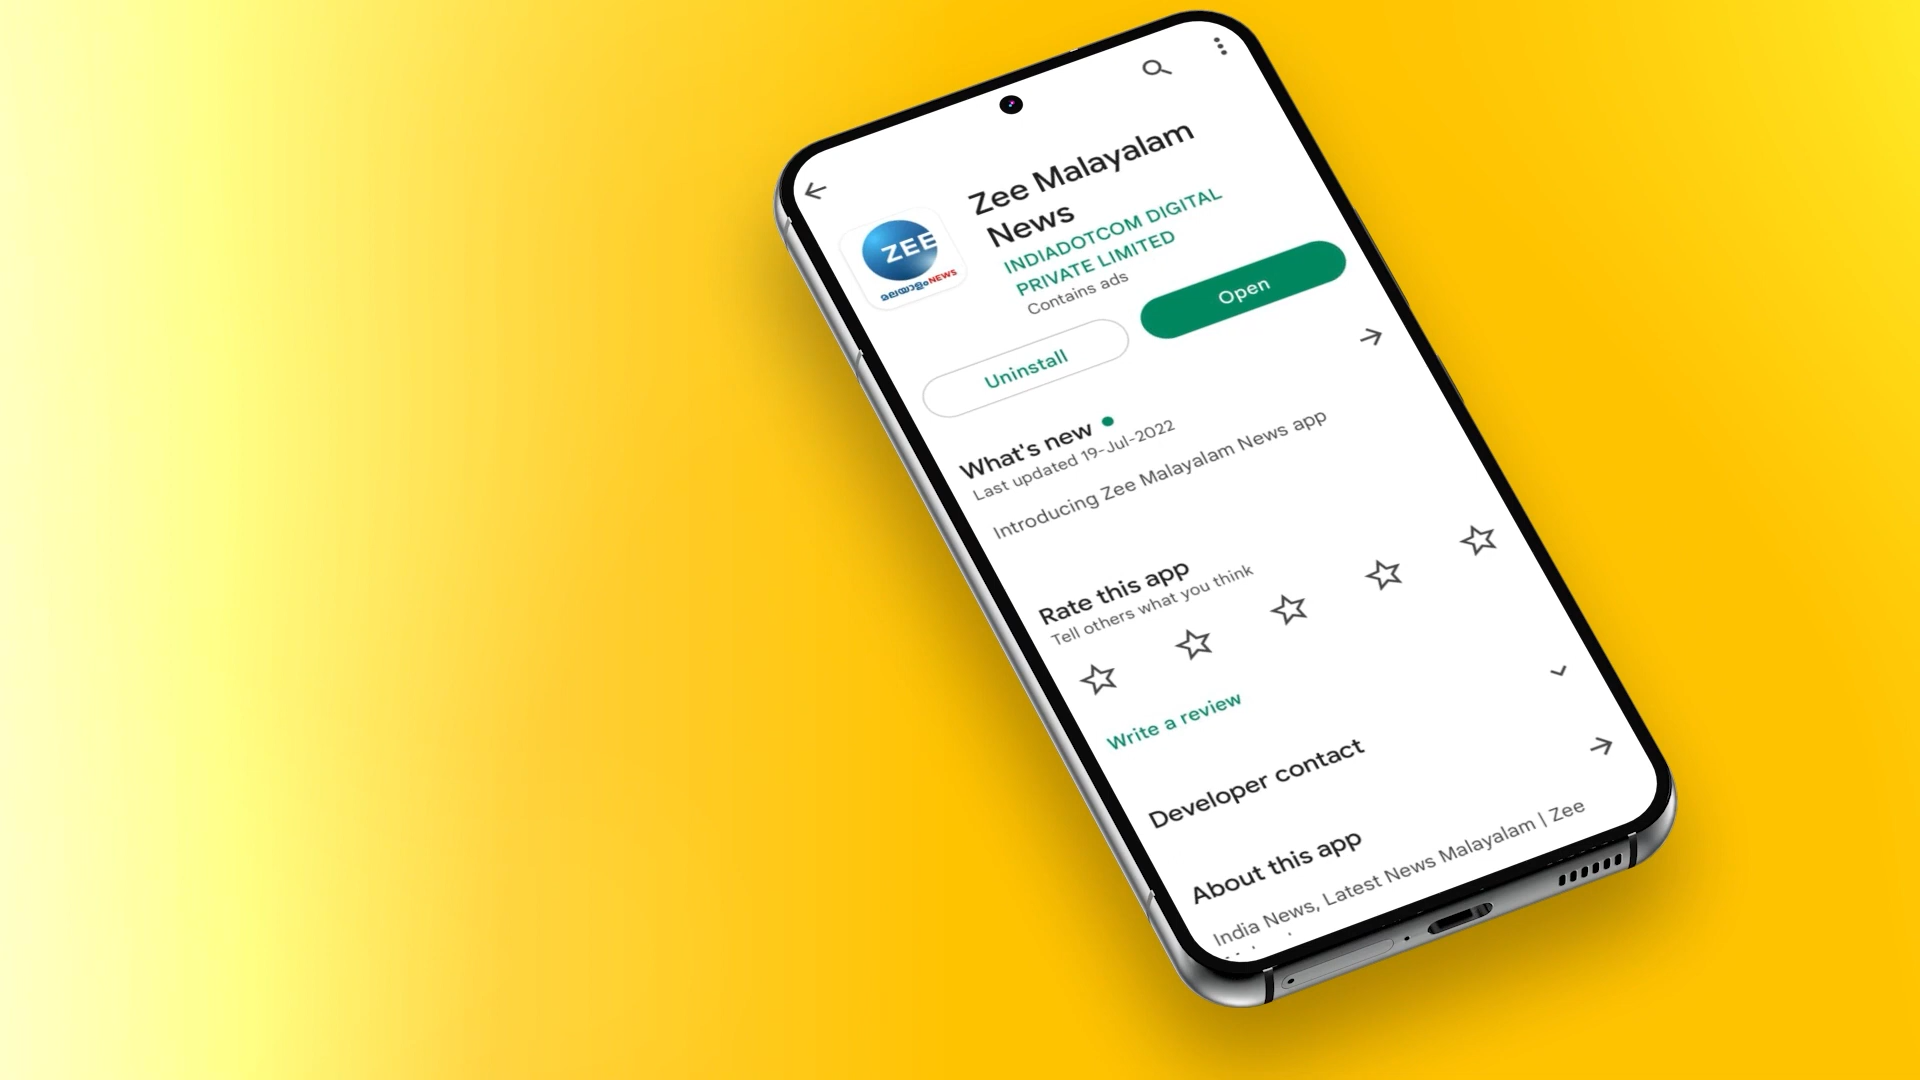 Zee Malayalam
News
INDIADOTCOM DIGITAL
PRIVATE LIMITED
Contains ads
ZEE
മലയാളംNEWS
Uninstall
Open
What's new
Last updated 19-Jul-2022
Introducing Zee Malayalam News app
Rate this app
Tell others what you think
Write a review
Developer contact
About this app
India News, Latest News Malayalam | Zee